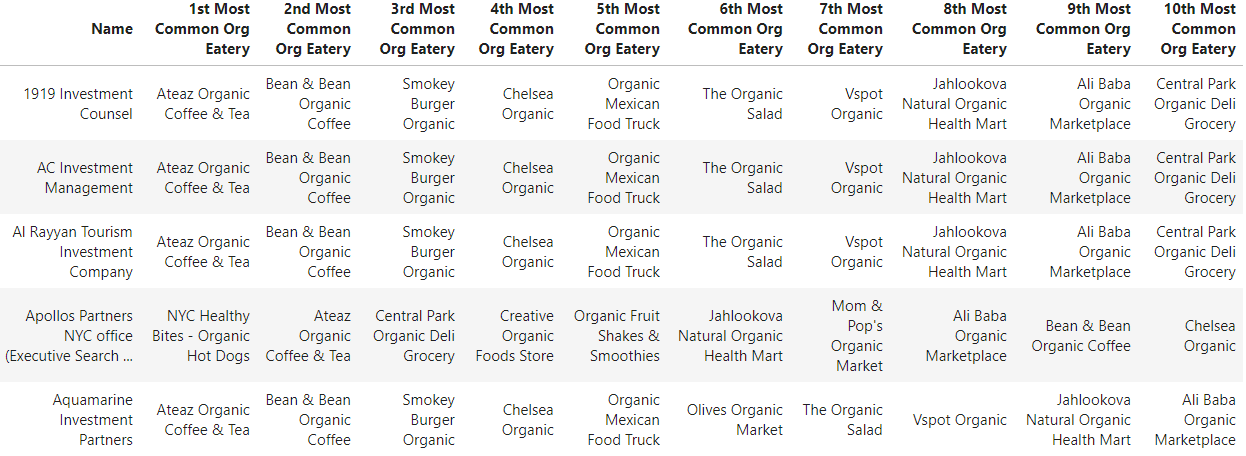 Name
1st Most
Common Org
Eatery
2nd Most
Common
Org Eatery
3rd Most
Common
Org Eatery
4th Most
Common
Org Eatery
5th Most
Common
Org Eatery
6th Most
Common Org
Eatery
7th Most
Common
Org Eatery
8th Most
Common Org
Eatery
9th Most
Common Org
Eatery
10th Most
Common
Org Eatery
1919 Investment
Counsel
Ateaz Organic
Coffee & Tea
Bean & Bean
Organic
Coffee
Smokey
Burger
Organic
Chelsea
Organic
Organic
Mexican
Food Truck
The Organic
Salad
Vspot
Organic
Jahlookova
Natural Organic
Health Mart
Ali Baba
Organic
Marketplace
Central Park
Organic Deli
Grocery
AC Investment
Management
Ateaz Organic
Coffee & Tea
Bean & Bean
Organic
Coffee
Smokey
Burger
Organic
Chelsea
Organic
Organic
Mexican
Food Truck
The Organic
Salad
Vspot
Organic
Jahlookova
Natural Organic
Health Mart
Ali Baba
Organic
Marketplace
Central Park
Organic Deli
Grocery
Al Rayyan Tourism
Investment
Company
Ateaz Organic
Coffee & Tea
Bean & Bean
Organic
Coffee
Smokey
Burger
Organic
Chelsea
Organic
Organic
Mexican
Food Truck
The Organic
Salad
Vspot
Organic
Jahlookova
Natural Organic
Health Mart
Ali Baba
Organic
Marketplace
Central Park
Organic Deli
Grocery
Apollos Partners
NYC office
(Executive Search ...
NYC Healthy
Bites - Organic
Hot Dogs
Ateaz
Organic
Coffee & Tea
Central Park
Organic Deli
Grocery
Creative
Organic
Foods Store
Organic Fruit
Shakes &
Smoothies
Jahlookova
Natural Organic
Health Mart
Mom &
Pop's
Organic
Market
Ali Baba
Organic
Marketplace
Bean & Bean
Organic Coffee
Chelsea
Organic
Aquamarine
Investment
Partners
Ateaz Organic
Coffee & Tea
Bean & Bean
Organic
Coffee
Smokey
Burger
Organic
Chelsea
Organic
Organic
Mexican
Food Truck
Olives Organic
Market
The Organic
Salad
Vspot Organic
Jahlookova
Natural Organic
Health Mart
Ali Baba
Organic
Marketplace